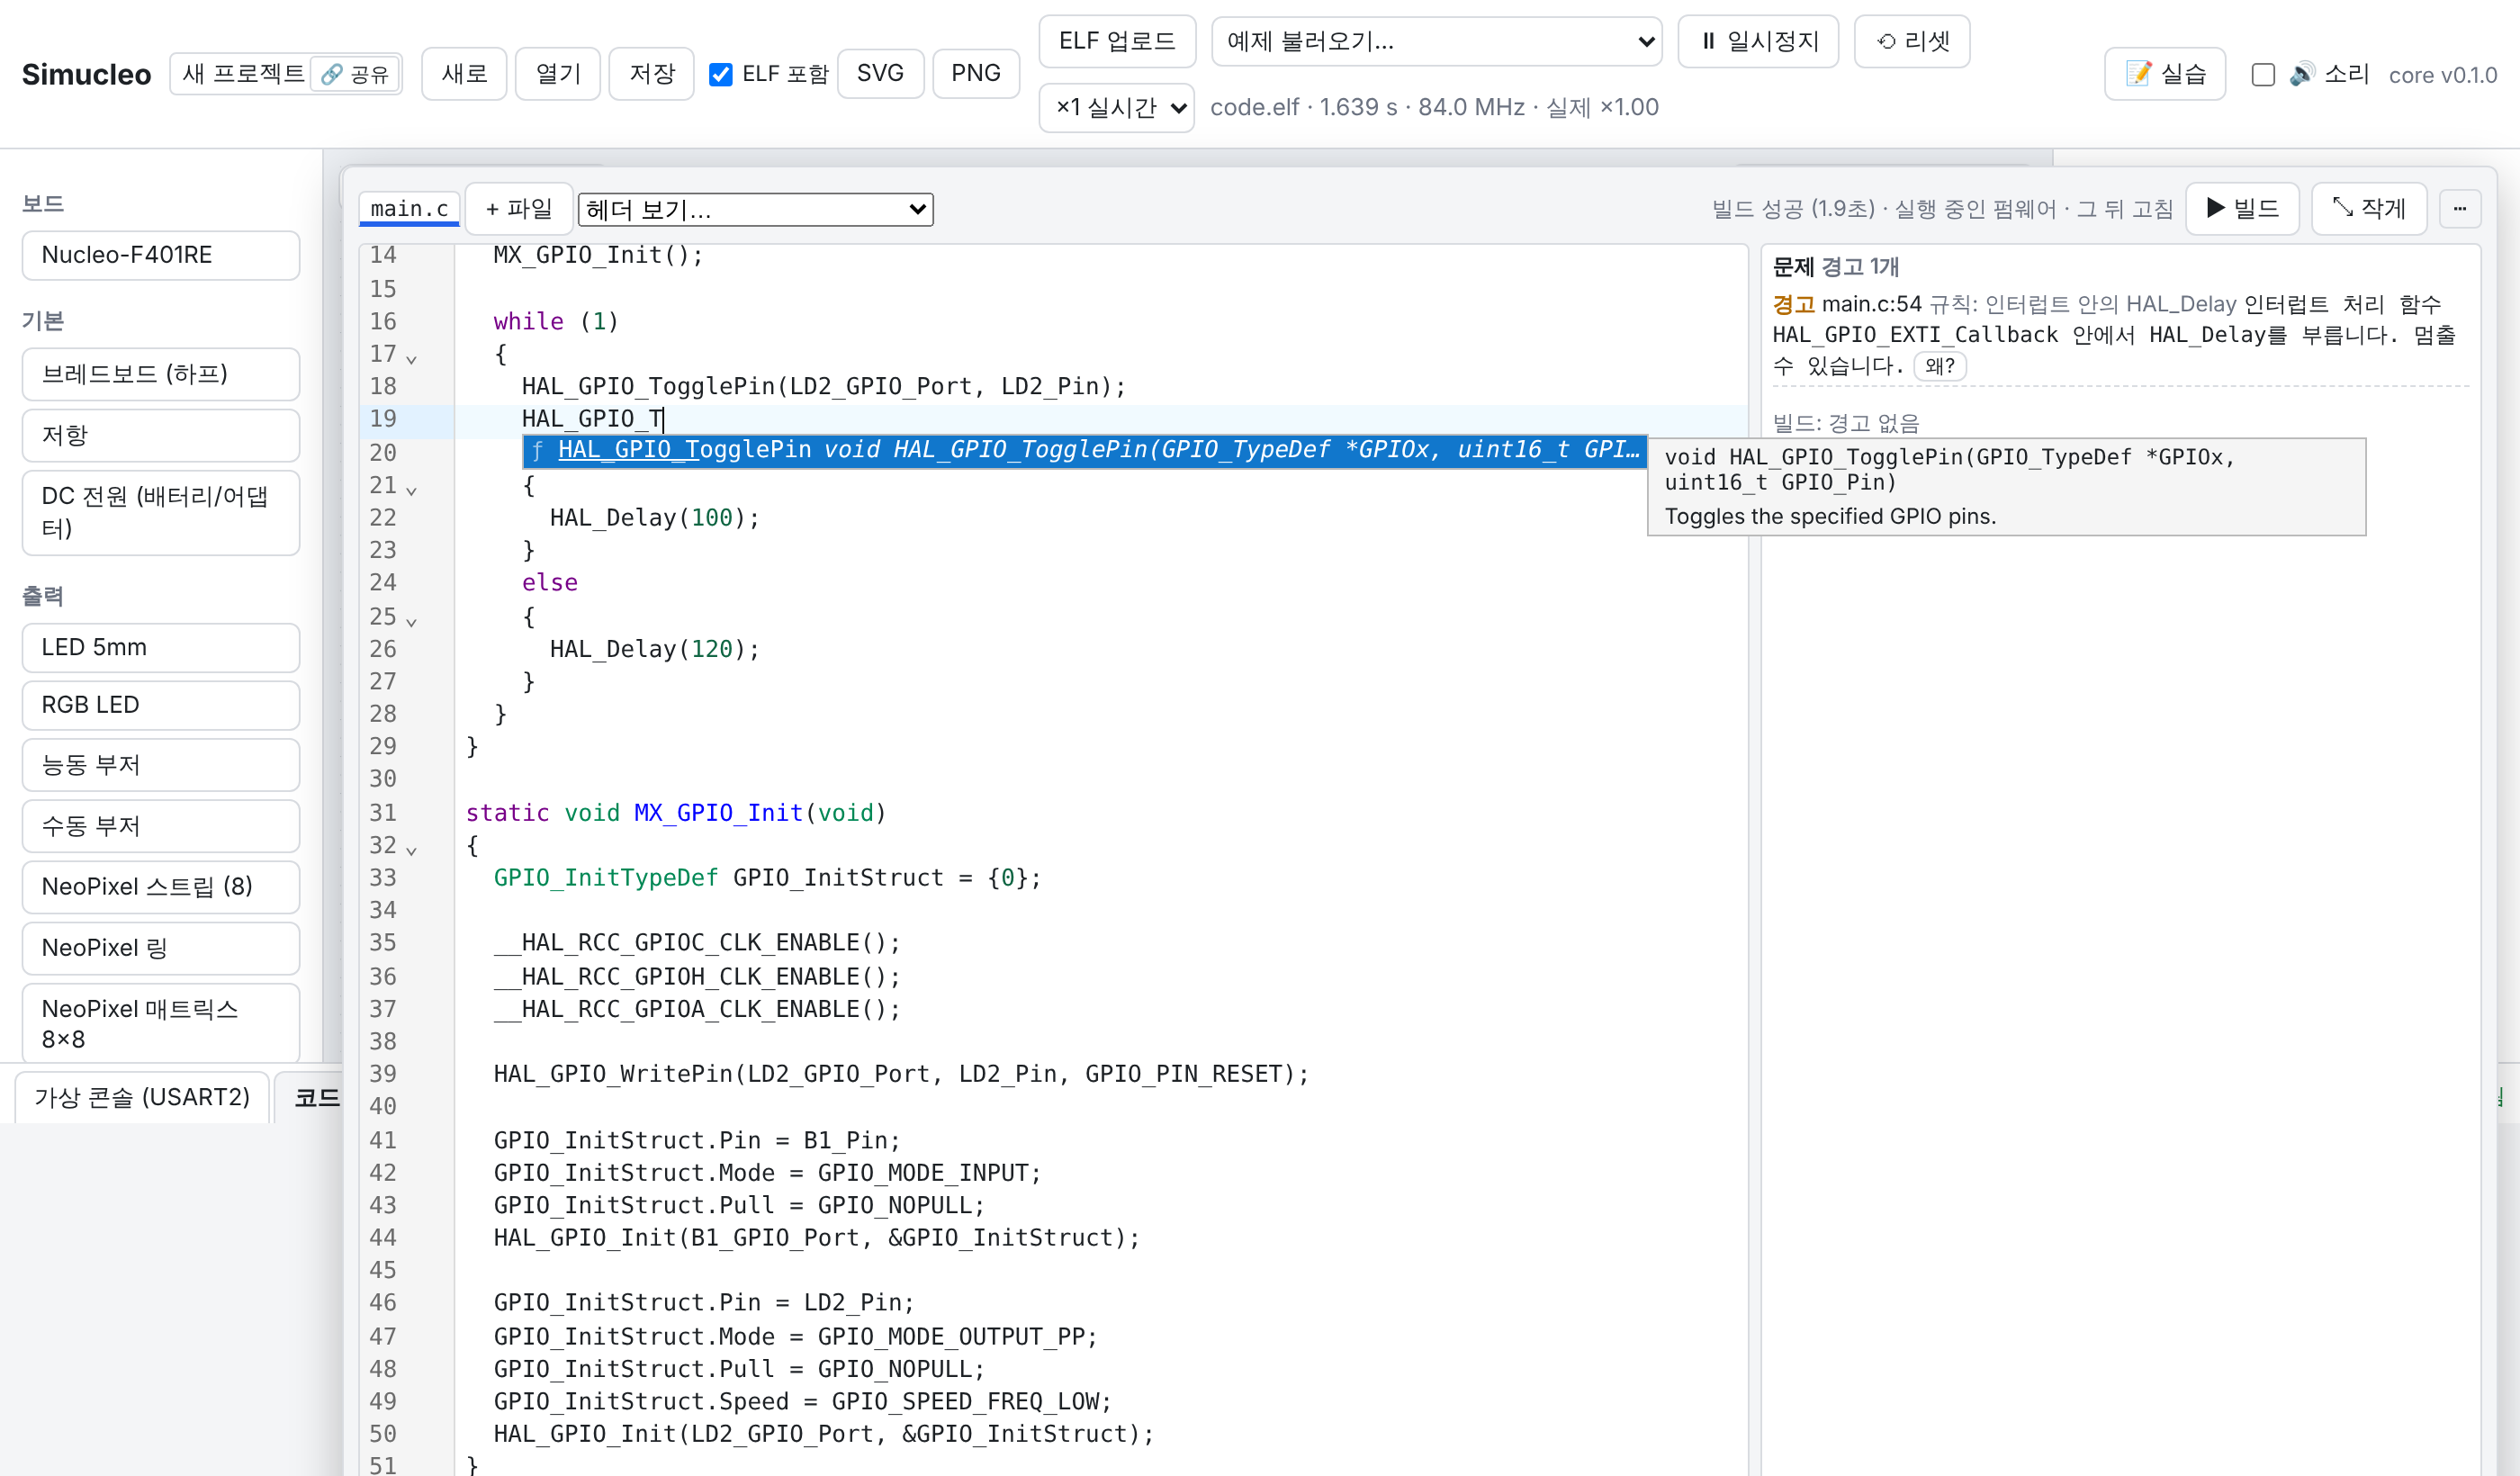 Simucleo 새 프로젝트 🔗 공유 새로 열기 저장 ELF 포함 SVG PNG
ELF 업로드 예제 불러오기... ⏸ 일시정지 ⟲ 리셋
×1 실시간 code.elf · 1.639 s · 84.0 MHz · 실제 ×1.00
📝 실습 🔊 소리 core v0.1.0
보드
Nucleo-F401RE
기본
브레드보드 (하프)
저항
DC 전원 (배터리/어댑
터)
출력
LED 5mm
RGB LED
능동 부저
수동 부저
NeoPixel 스트립 (8)
NeoPixel 링
NeoPixel 매트릭스
8×8
가상 콘솔 (USART2) 코드
main.c + 파일 헤더 보기... 빌드 성공 (1.9초) · 실행 중인 펌웨어 · 그 뒤 고침 ▶ 빌드 ⤡ 작게 ···
14 MX_GPIO_Init();
15
16 while (1)
17 {
18 HAL_GPIO_TogglePin(LD2_GPIO_Port, LD2_Pin);
19 HAL_GPIO_T
ƒ HAL_GPIO_TogglePin void HAL_GPIO_TogglePin(GPIO_TypeDef *GPIOx, uint16_t GPI…
20
21 {
22 HAL_Delay(100);
23 }
24 else
25 {
26 HAL_Delay(120);
27 }
28 }
29 }
30
31 static void MX_GPIO_Init(void)
32 {
33 GPIO_InitTypeDef GPIO_InitStruct = {0};
34
35 __HAL_RCC_GPIOC_CLK_ENABLE();
36 __HAL_RCC_GPIOH_CLK_ENABLE();
37 __HAL_RCC_GPIOA_CLK_ENABLE();
38
39 HAL_GPIO_WritePin(LD2_GPIO_Port, LD2_Pin, GPIO_PIN_RESET);
40
41 GPIO_InitStruct.Pin = B1_Pin;
42 GPIO_InitStruct.Mode = GPIO_MODE_INPUT;
43 GPIO_InitStruct.Pull = GPIO_NOPULL;
44 HAL_GPIO_Init(B1_GPIO_Port, &GPIO_InitStruct);
45
46 GPIO_InitStruct.Pin = LD2_Pin;
47 GPIO_InitStruct.Mode = GPIO_MODE_OUTPUT_PP;
48 GPIO_InitStruct.Pull = GPIO_NOPULL;
49 GPIO_InitStruct.Speed = GPIO_SPEED_FREQ_LOW;
50 HAL_GPIO_Init(LD2_GPIO_Port, &GPIO_InitStruct);
51 }
문제 경고 1개
경고 main.c:54 규칙: 인터럽트 안의 HAL_Delay 인터럽트 처리 함수
HAL_GPIO_EXTI_Callback 안에서 HAL_Delay를 부릅니다. 멈출
수 있습니다. 왜?
빌드: 경고 없음
void HAL_GPIO_TogglePin(GPIO_TypeDef *GPIOx,
uint16_t GPIO_Pin)
Toggles the specified GPIO pins.